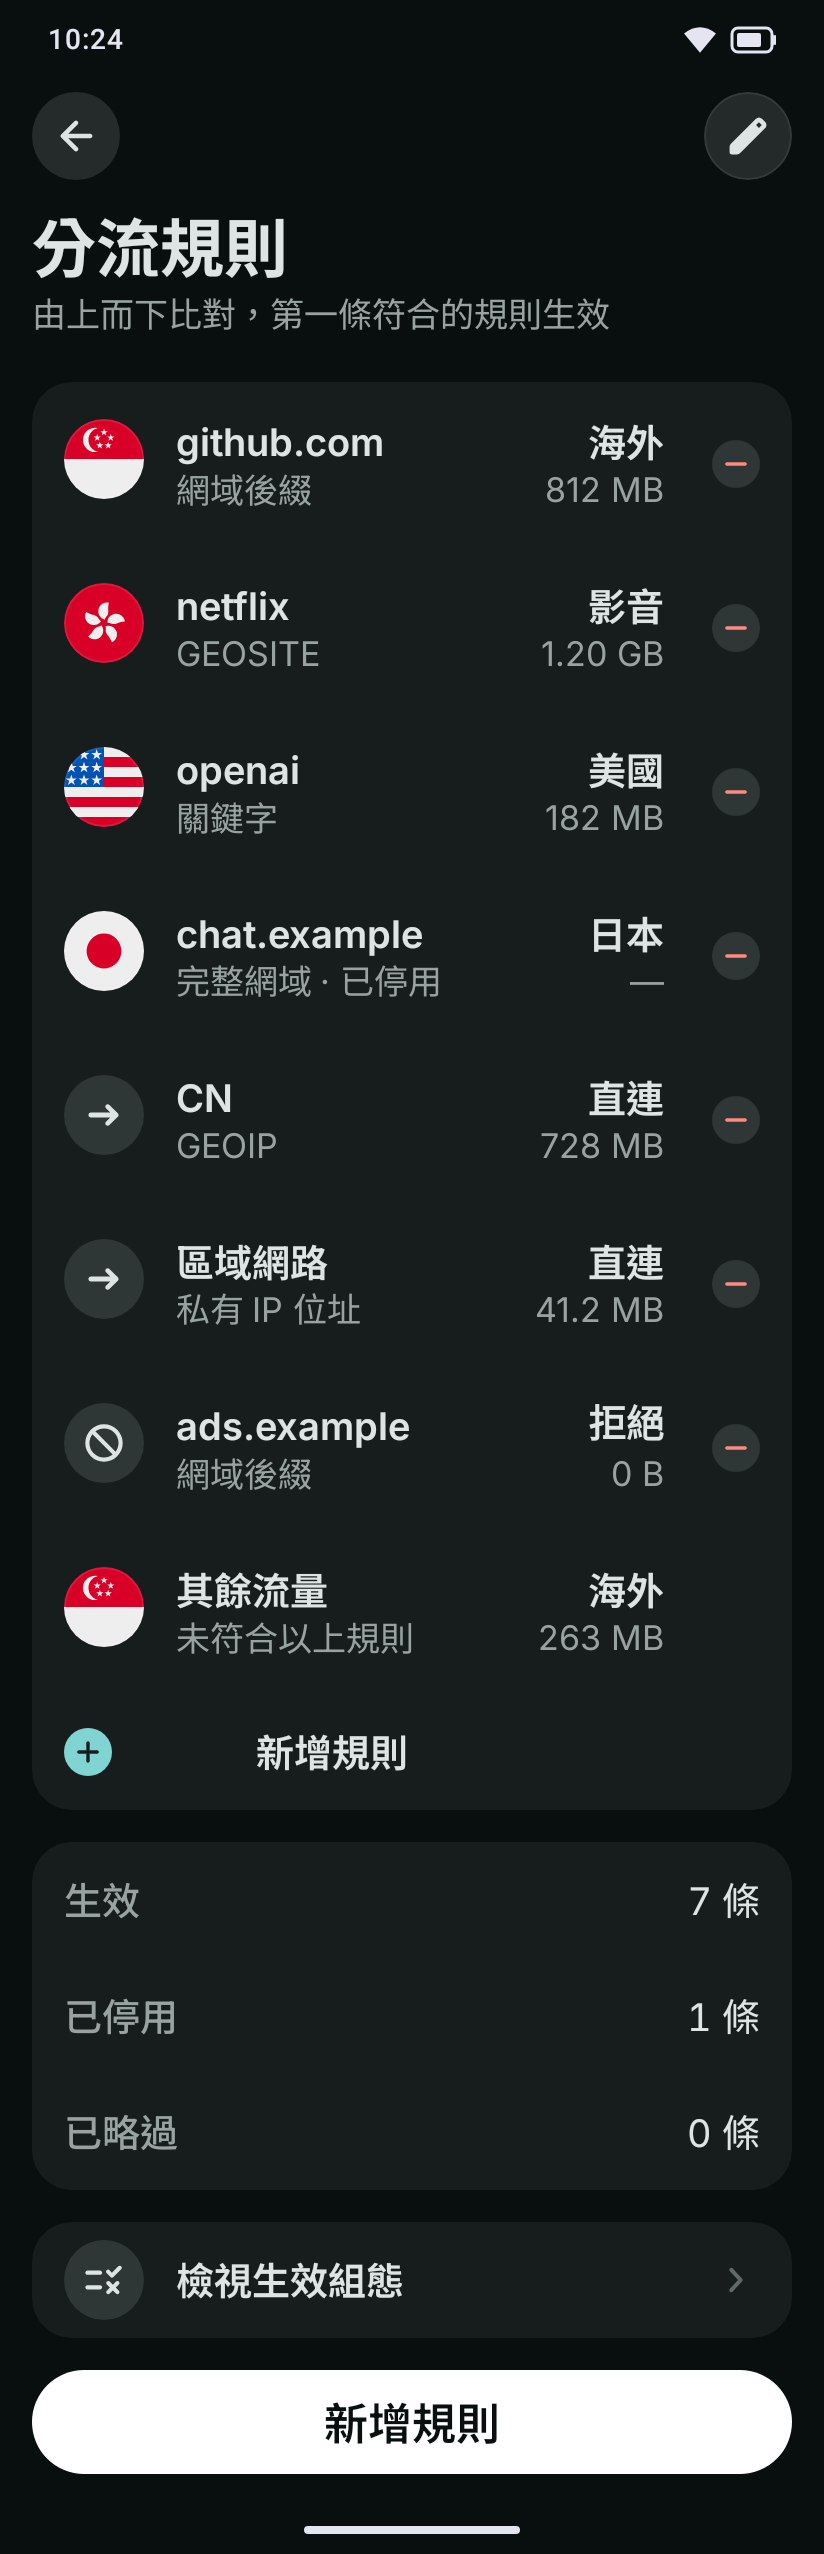 10:24
分流規則
由上而下比對，第一條符合的規則生效
github.com
海外
網域後綴
812 MB
netflix
影音
GEOSITE
1.20 GB
openai
美國
關鍵字
182 MB
chat.example
日本
完整網域 · 已停用
—
CN
直連
GEOIP
728 MB
區域網路
直連
私有 IP 位址
41.2 MB
ads.example
拒絕
網域後綴
0 B
其餘流量
海外
未符合以上規則
263 MB
新增規則
生效
7 條
已停用
1 條
已略過
0 條
檢視生效組態
新增規則